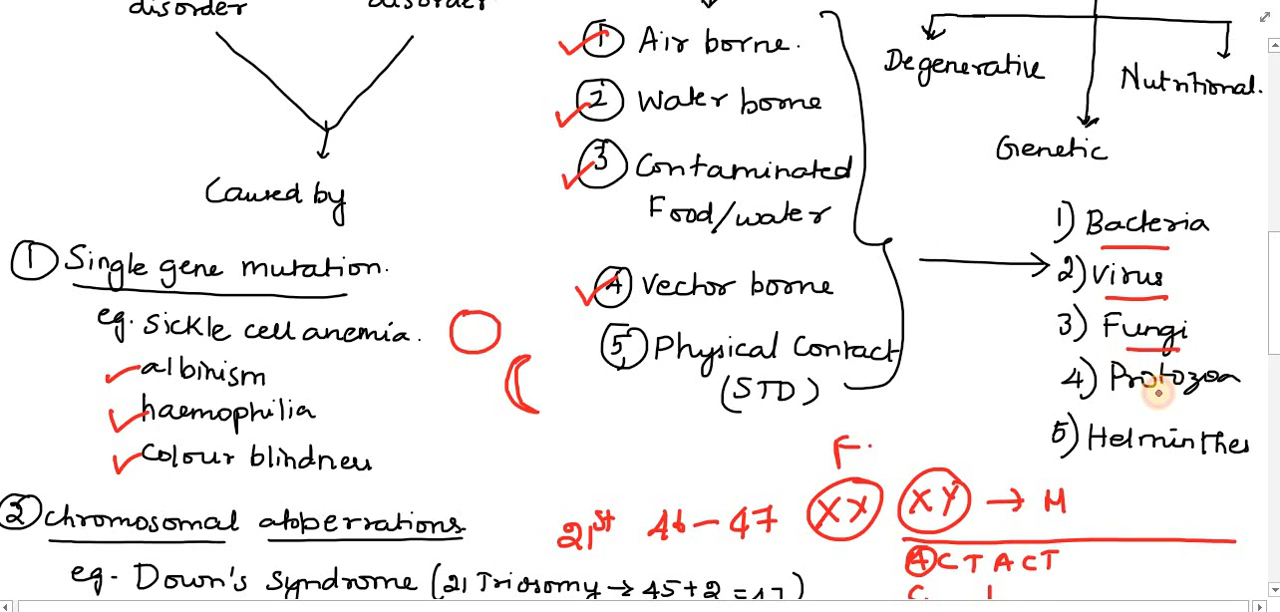 disorder
disorder
Caused by
① Single gene mutation.
eg. Sickle cell anemia.
albinism
haemophilia
Colour blindness
② chromosomal abberrations
eg- Down's Syndrome (21 Triosomy → 45+2=47)
① Air borne.
② Water borne
③ Contaminated
Food/water
④ Vector borne
⑤ Physical Contact
(STD)
Degenerative
Nutritional.
Genetic
1) Bacteria
2) Virus
3) Fungi
4) Protozoa
5) Helminthes
F.
21st 46-47 XX XY → M
④ C T A C T